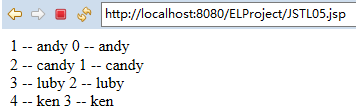 http://localhost:8080/ELProject/JSTL05.jsp
1 -- andy 0 -- andy
2 -- candy 1 -- candy
3 -- luby 2 -- luby
4 -- ken 3 -- ken